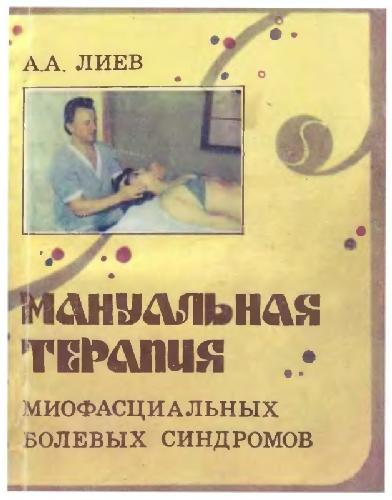 А.А. ЛИЕВ
МАНУАЛЬНАЯ
ТЕРАПИЯ
МИОФАСЦИАЛЬНЫХ
БОЛЕВЫХ СИНДРОМОВ